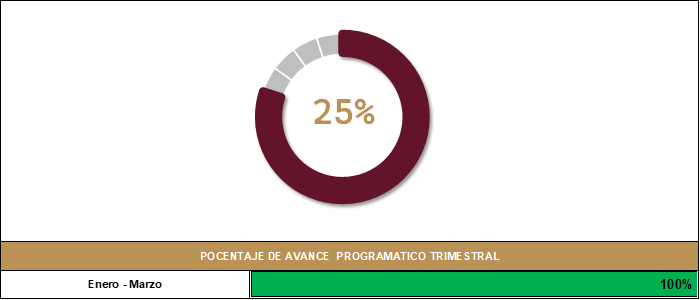 25%
POCENTAJE DE AVANCE PROGRAMATICO TRIMESTRAL
Enero - Marzo
100%